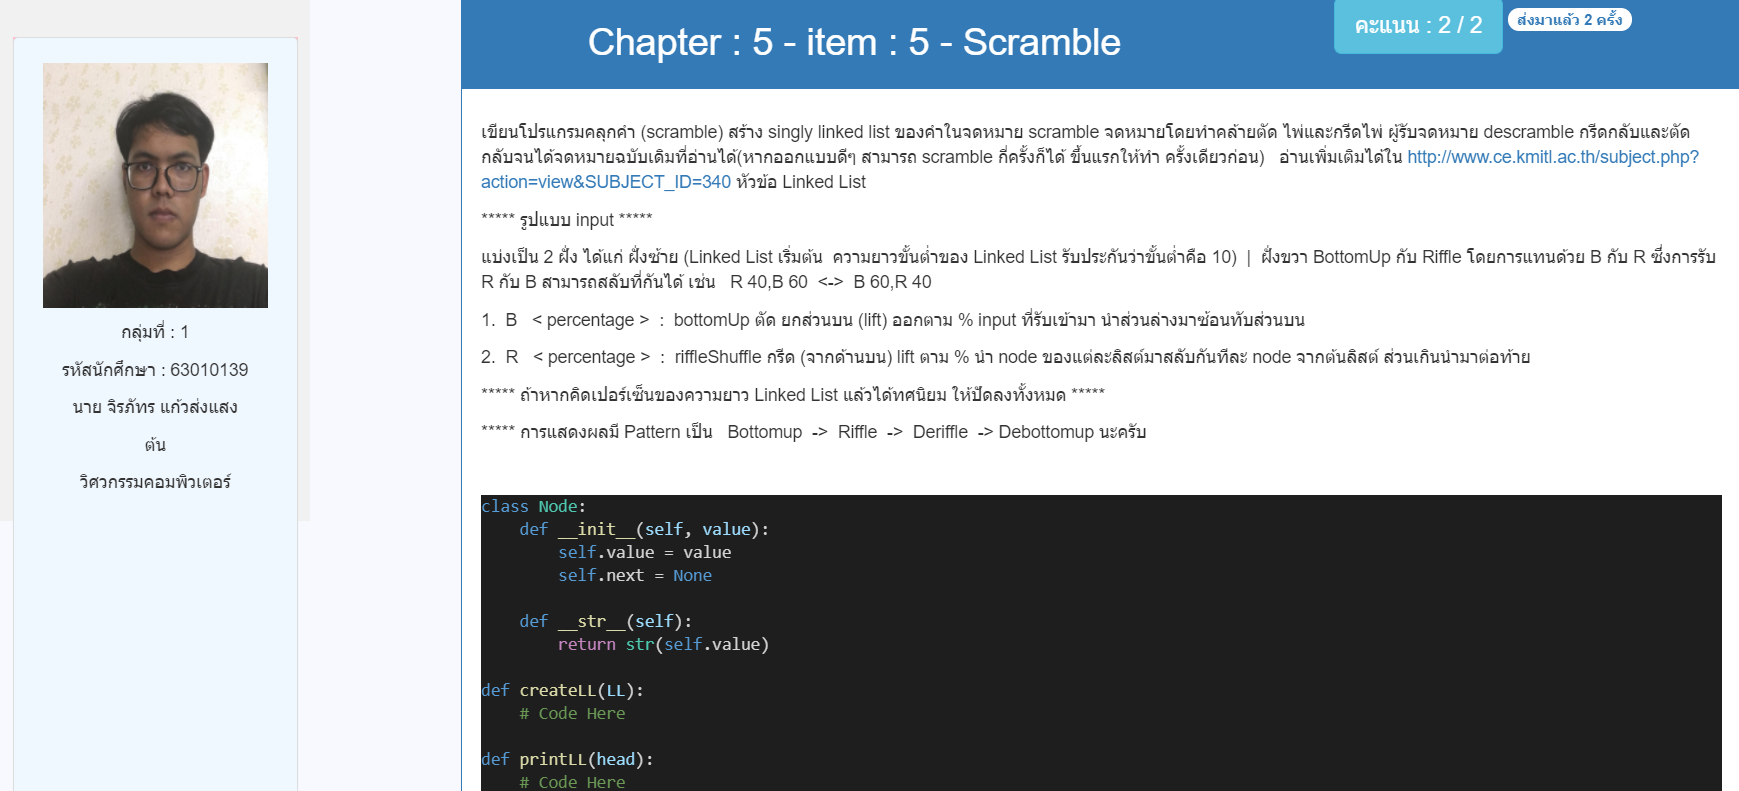 Chapter : 5 - item : 5 - Scramble
คะแนน : 2 / 2
ส่งมาแล้ว 2 ครั้ง
กลุ่มที่ : 1
รหัสนักศึกษา : 63010139
นาย จิรภัทร แก้วส่งแสง
ต้น
วิศวกรรมคอมพิวเตอร์
เขียนโปรแกรมคลุกคำ (scramble) สร้าง singly linked list ของคำในจดหมาย scramble จดหมายโดยทำคล้ายตัด ไพ่และกรีดไพ่ ผู้รับจดหมาย descramble กรีดกลับและตัด
กลับจนได้จดหมายฉบับเดิมที่อ่านได้(หากออกแบบดีๆ สามารถ scramble กี่ครั้งก็ได้ ขึ้นแรกให้ทำ ครั้งเดียวก่อน)   อ่านเพิ่มเติมได้ใน http://www.ce.kmitl.ac.th/subject.php?
action=view&SUBJECT_ID=340 หัวข้อ Linked List
***** รูปแบบ input *****
แบ่งเป็น 2 ฝั่ง ได้แก่ ฝั่งซ้าย (Linked List เริ่มต้น  ความยาวขั้นต่ำของ Linked List รับประกันว่าขั้นต่ำคือ 10)  |  ฝั่งขวา BottomUp กับ Riffle โดยการแทนด้วย B กับ R ซึ่งการรับ
R กับ B สามารถสลับที่กันได้ เช่น   R 40,B 60  <->  B 60,R 40
1.  B   < percentage >  :  bottomUp ตัด ยกส่วนบน (lift) ออกตาม % input ที่รับเข้ามา นำส่วนล่างมาซ้อนทับส่วนบน
2.  R   < percentage >  :  riffleShuffle กรีด (จากด้านบน) lift ตาม % นำ node ของแต่ละลิสต์มาสลับกันทีละ node จากต้นลิสต์ ส่วนเกินนำมาต่อท้าย
***** ถ้าหากคิดเปอร์เซ็นของความยาว Linked List แล้วได้ทศนิยม ให้ปัดลงทั้งหมด *****
***** การแสดงผลมี Pattern เป็น   Bottomup  ->  Riffle  ->  Deriffle  -> Debottomup นะครับ
class Node:
    def __init__(self, value):
        self.value = value
        self.next = None
    def __str__(self):
        return str(self.value)
def createLL(LL):
    # Code Here
def printLL(head):
    # Code Here